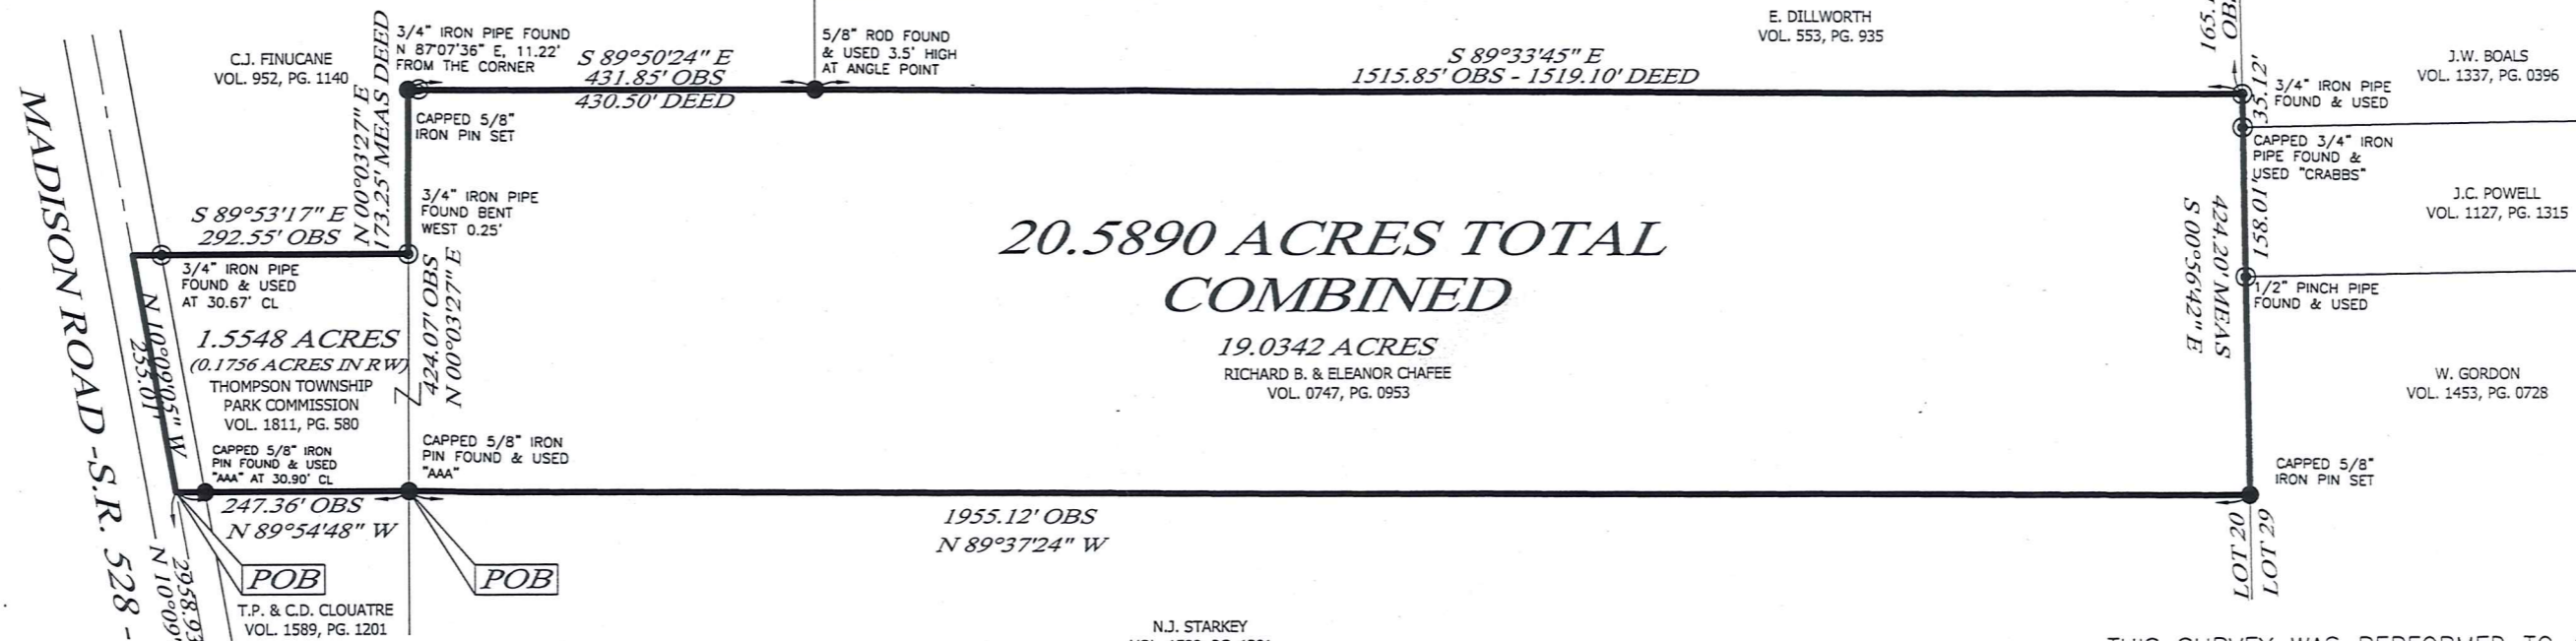 C.J. FINUCANE
VOL. 952, PG. 1140
3/4" IRON PIPE FOUND
N 87°07'36" E, 11.22'
FROM THE CORNER
S 89°50'24" E
431.85' OBS
430.50' DEED
5/8" ROD FOUND
& USED 3.5' HIGH
AT ANGLE POINT
E. DILLWORTH
VOL. 553, PG. 935
S 89°33'45" E
1515.85' OBS - 1519.10' DEED
35.12'
3/4" IRON PIPE
FOUND & USED
J.W. BOALS
VOL. 1337, PG. 0396
N 00°03'27" E
173.25' MEAS DEED
CAPPED 5/8"
IRON PIN SET
3/4" IRON PIPE
FOUND BENT
WEST 0.25'
CAPPED 3/4" IRON
PIPE FOUND &
USED "CRABBS"
J.C. POWELL
VOL. 1127, PG. 1315
158.01'
424.20' MEAS
S 00°56'42" E
1/2" PINCH PIPE
FOUND & USED
W. GORDON
VOL. 1453, PG. 0728
MADISON ROAD -S.R. 528 -
S 89°53'17" E
292.55' OBS
3/4" IRON PIPE
FOUND & USED
AT 30.67' CL
N 10°09'05" W
255.01'
1.5548 ACRES
(0.1756 ACRES IN RW)
THOMPSON TOWNSHIP
PARK COMMISSION
VOL. 1811, PG. 580
424.07' OBS
N 00°03'27" E
20.5890 ACRES TOTAL
COMBINED
19.0342 ACRES
RICHARD B. & ELEANOR CHAFEE
VOL. 0747, PG. 0953
CAPPED 5/8" IRON
PIN FOUND & USED
"AAA" AT 30.90' CL
CAPPED 5/8" IRON
PIN FOUND & USED
"AAA"
247.36' OBS
N 89°54'48" W
1955.12' OBS
N 89°37'24" W
CAPPED 5/8"
IRON PIN SET
LOT 20
LOT 29
POB
POB
T.P. & C.D. CLOUATRE
VOL. 1589, PG. 1201
2958.93
N 10°09'
N.J. STARKEY
THIS SURVEY WAS PERFORMED TO